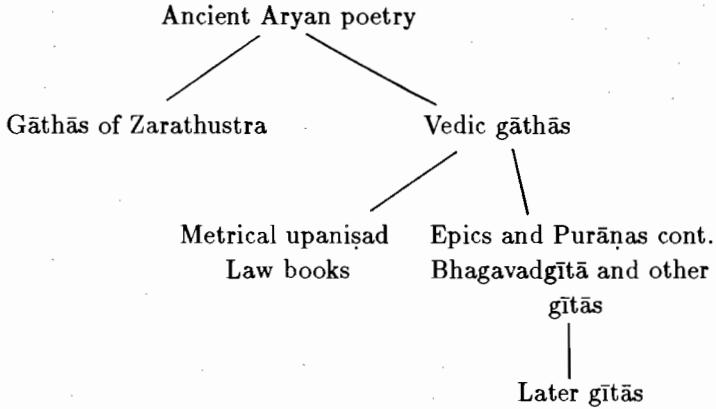 Ancient Aryan poetry
Gāthās of Zarathustra
Vedic gāthās
Metrical upaniṣad
Law books
Epics and Purāṇas cont.
Bhagavadgītā and other
gītās
Later gītās